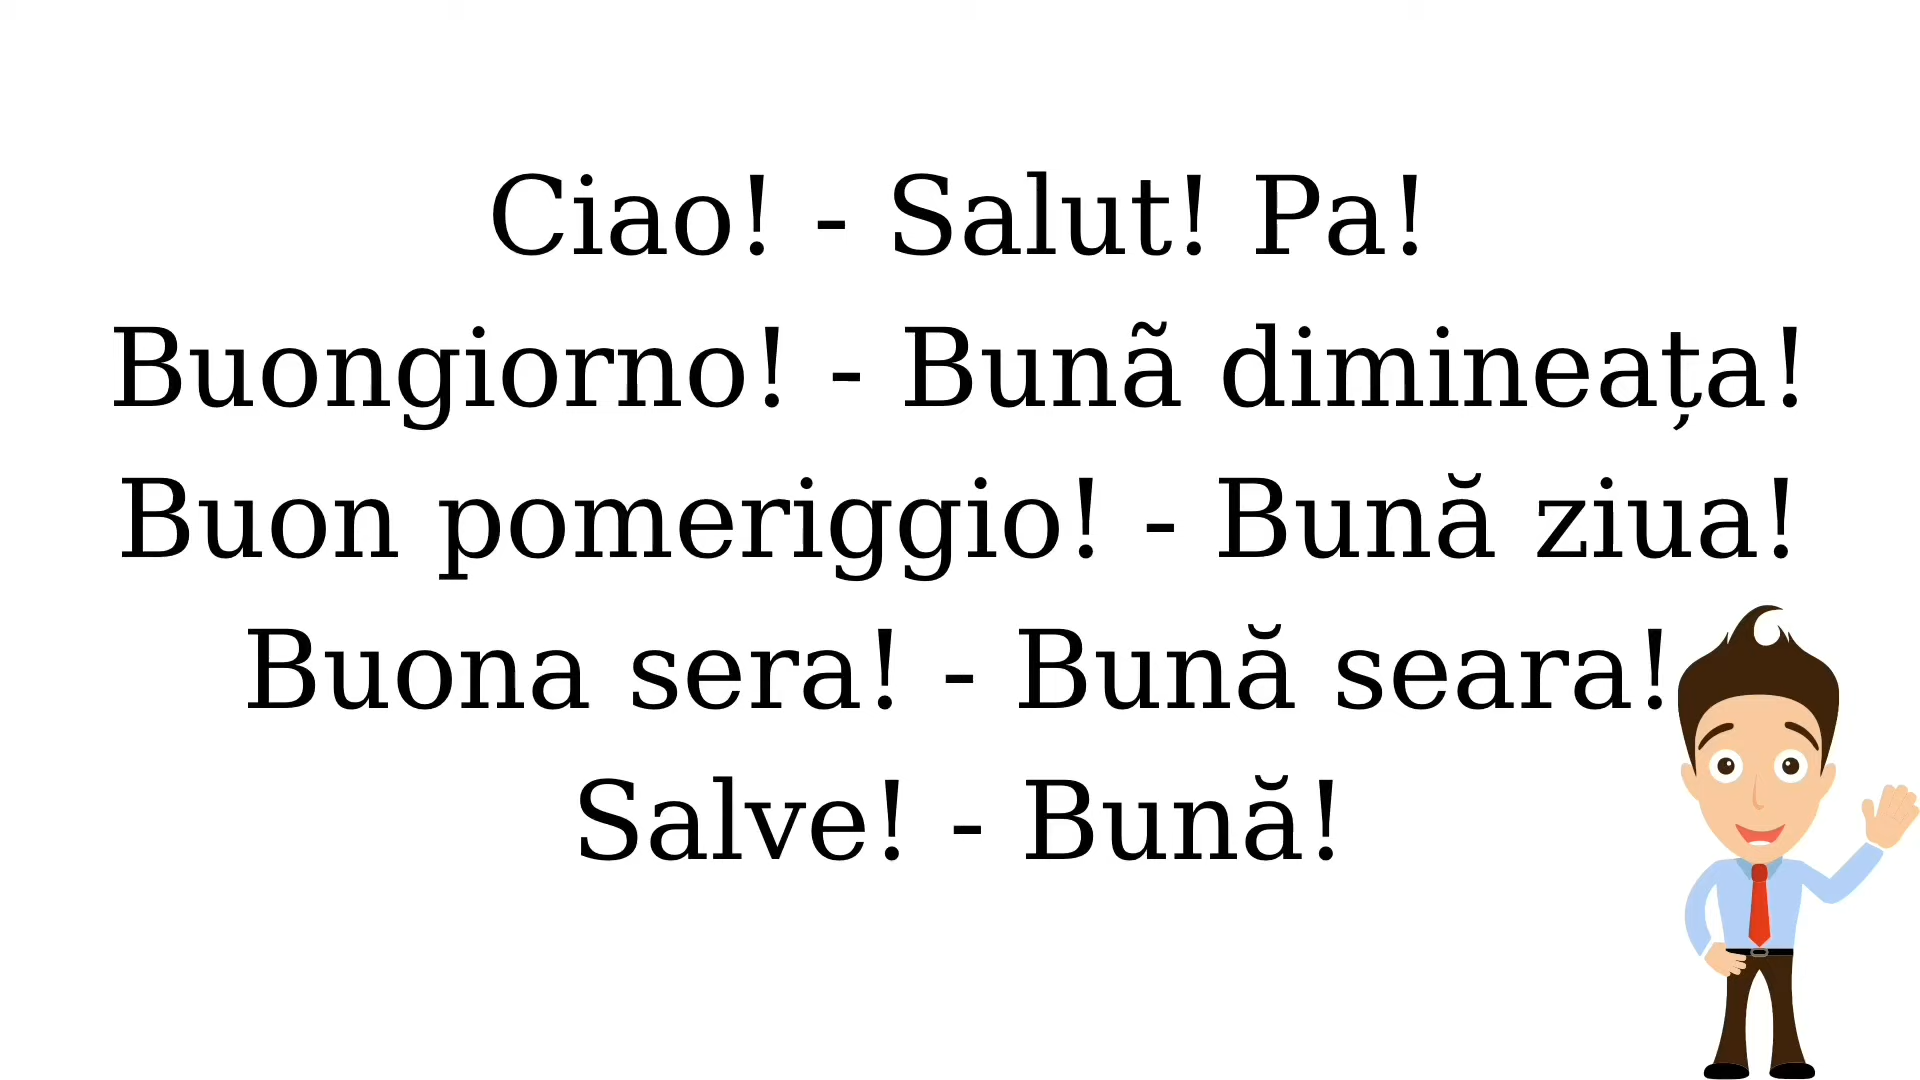 Ciao! - Salut! Pa!
Buongiorno! - Bunã dimineața!
Buon pomeriggio! - Bună ziua!
Buona sera! - Bună seara!
Salve! - Bună!